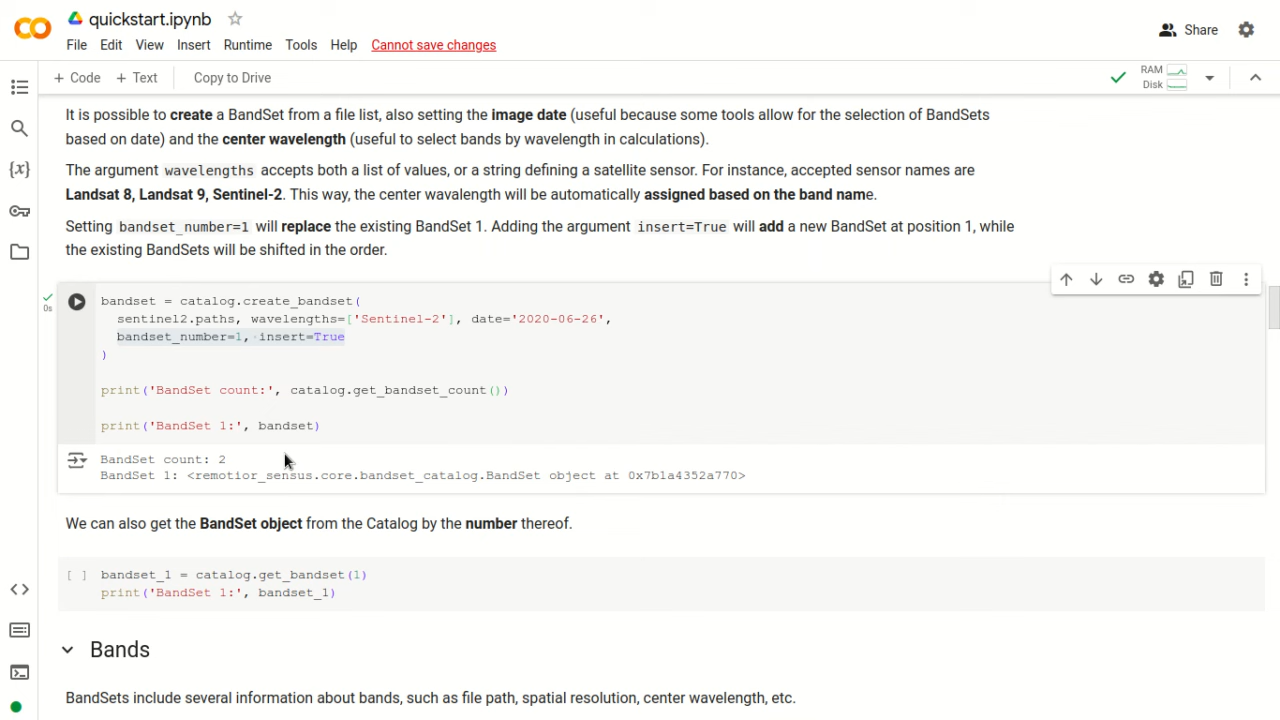 quickstart.ipynb
File Edit View Insert Runtime Tools Help Cannot save changes
Share
+ Code + Text Copy to Drive
RAM
Disk
It is possible to create a BandSet from a file list, also setting the image date (useful because some tools allow for the selection of BandSets
based on date) and the center wavelength (useful to select bands by wavelength in calculations).
The argument wavelengths accepts both a list of values, or a string defining a satellite sensor. For instance, accepted sensor names are
Landsat 8, Landsat 9, Sentinel-2. This way, the center wavalength will be automatically assigned based on the band name.
Setting bandset_number=1 will replace the existing BandSet 1. Adding the argument insert=True will add a new BandSet at position 1, while
the existing BandSets will be shifted in the order.
0s
bandset = catalog.create_bandset(
sentinel2.paths, wavelengths=['Sentinel-2'], date='2020-06-26',
bandset_number=1, insert=True
)
print('BandSet count:', catalog.get_bandset_count())
print('BandSet 1:', bandset)
BandSet count: 2
BandSet 1: <remotior_sensus.core.bandset_catalog.BandSet object at 0x7b1a4352a770>
We can also get the BandSet object from the Catalog by the number thereof.
[ ] bandset_1 = catalog.get_bandset(1)
print('BandSet 1:', bandset_1)
Bands
BandSets include several information about bands, such as file path, spatial resolution, center wavelength, etc.